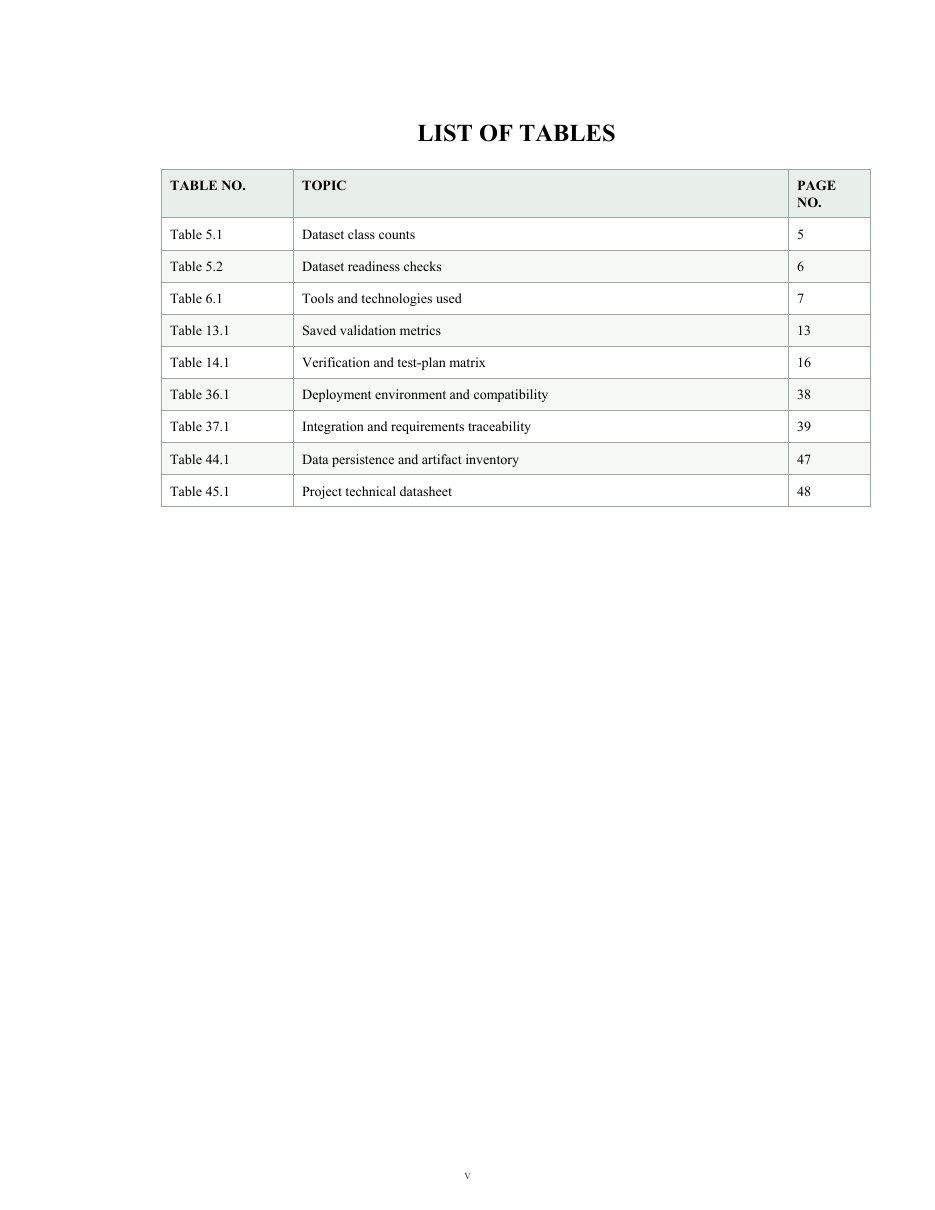 LIST OF TABLES
TABLE NO. TOPIC PAGE
NO.
Table 5.1 Dataset class counts 5
Table 5.2 Dataset readiness checks 6
Table 6.1 Tools and technologies used 7
Table 13.1 Saved validation metrics 13
Table 14.1 Verification and test-plan matrix 16
Table 36.1 Deployment environment and compatibility 38
Table 37.1 Integration and requirements traceability 39
Table 44.1 Data persistence and artifact inventory 47
Table 45.1 Project technical datasheet 48
v